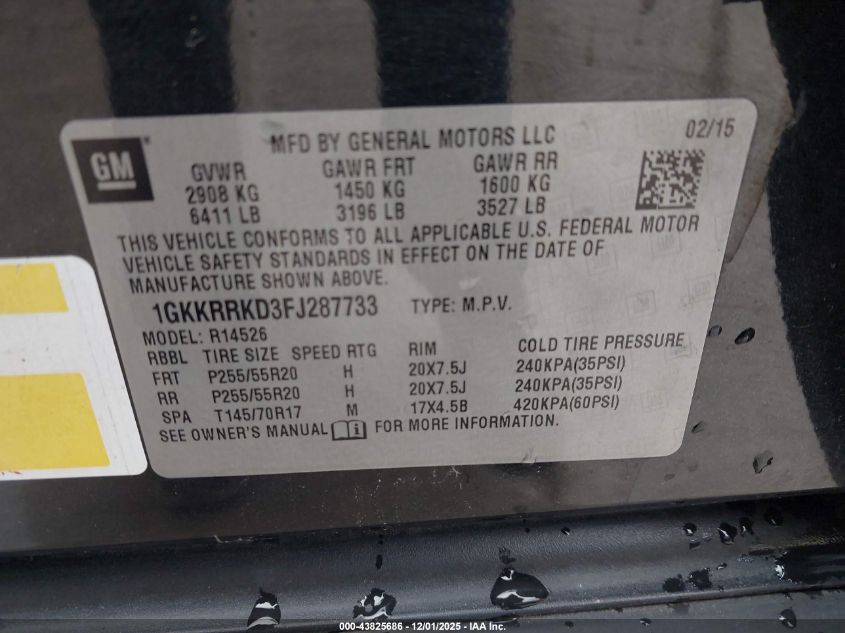 GM
MFD BY GENERAL MOTORS LLC 02/15
GVWR GAWR FRT GAWR RR
2908 KG 1450 KG 1600 KG
6411 LB 3196 LB 3527 LB
THIS VEHICLE CONFORMS TO ALL APPLICABLE U.S. FEDERAL MOTOR
VEHICLE SAFETY STANDARDS IN EFFECT ON THE DATE OF
MANUFACTURE SHOWN ABOVE.
1GKKRRKD3FJ287733 TYPE: M.P.V.
MODEL: R14526
RBBL TIRE SIZE SPEED RTG RIM COLD TIRE PRESSURE
FRT P255/55R20 H 20X7.5J 240KPA(35PSI)
RR P255/55R20 H 20X7.5J 240KPA(35PSI)
SPA T145/70R17 M 17X4.5B 420KPA(60PSI)
SEE OWNER'S MANUAL FOR MORE INFORMATION.
000-43825686 - 12/01/2025 - IAA Inc.